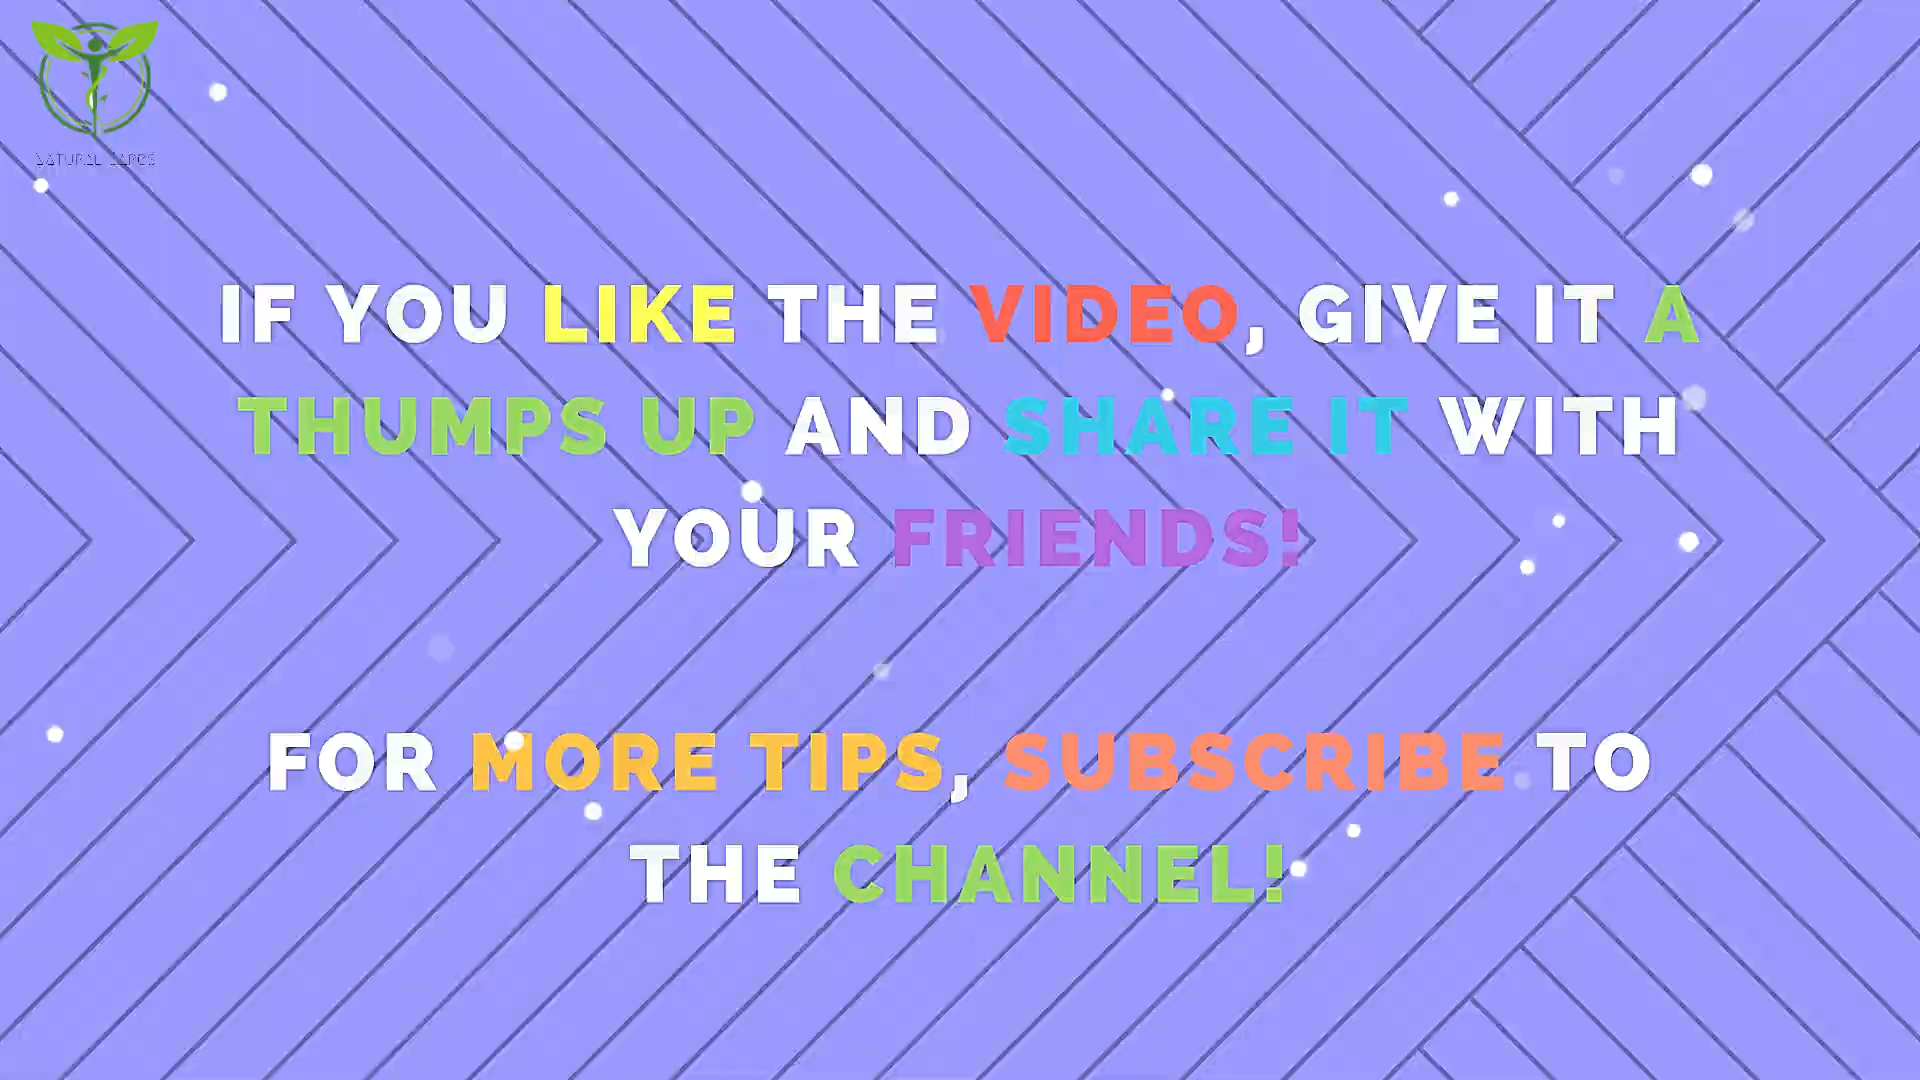 IF YOU LIKE THE VIDEO, GIVE IT A
THUMPS UP AND SHARE IT WITH
YOUR FRIENDS!
FOR MORE TIPS, SUBSCRIBE TO
THE CHANNEL!
NATURAL